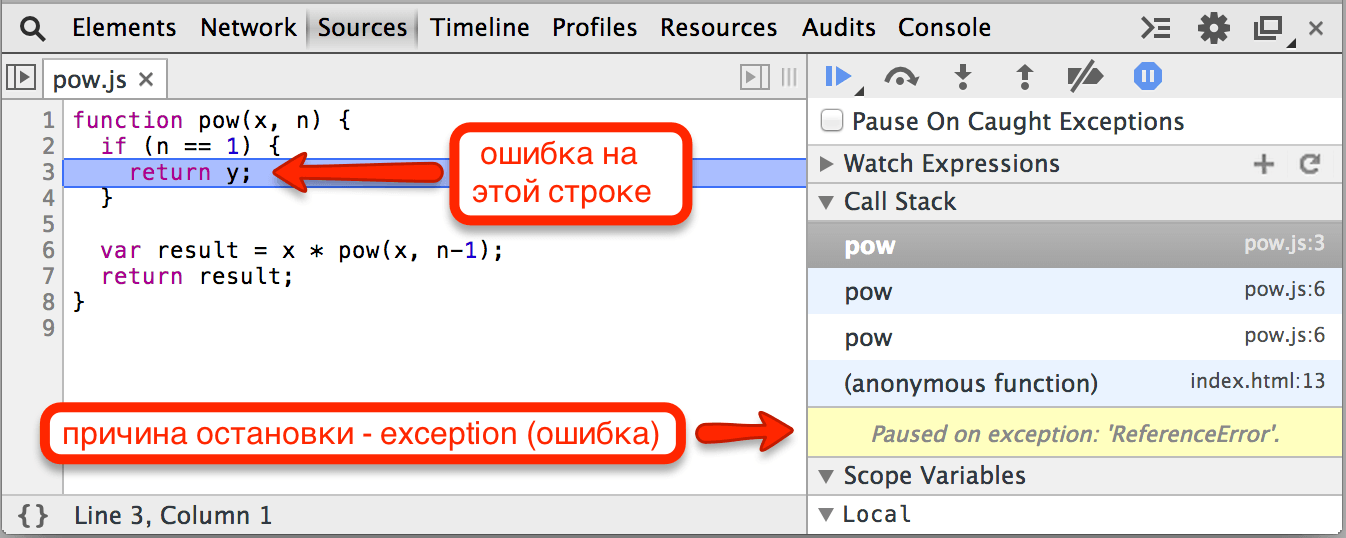 Elements Network Sources Timeline Profiles Resources Audits Console
pow.js ×
1 function pow(x, n) {
2 if (n == 1) {
3 return y;
4 }
5
6 var result = x * pow(x, n-1);
7 return result;
8 }
9
ошибка на
этой строке
причина остановки - exception (ошибка)
{} Line 3, Column 1
Pause On Caught Exceptions
Watch Expressions
Call Stack
pow pow.js:3
pow pow.js:6
pow pow.js:6
(anonymous function) index.html:13
Paused on exception: 'ReferenceError'.
Scope Variables
Local